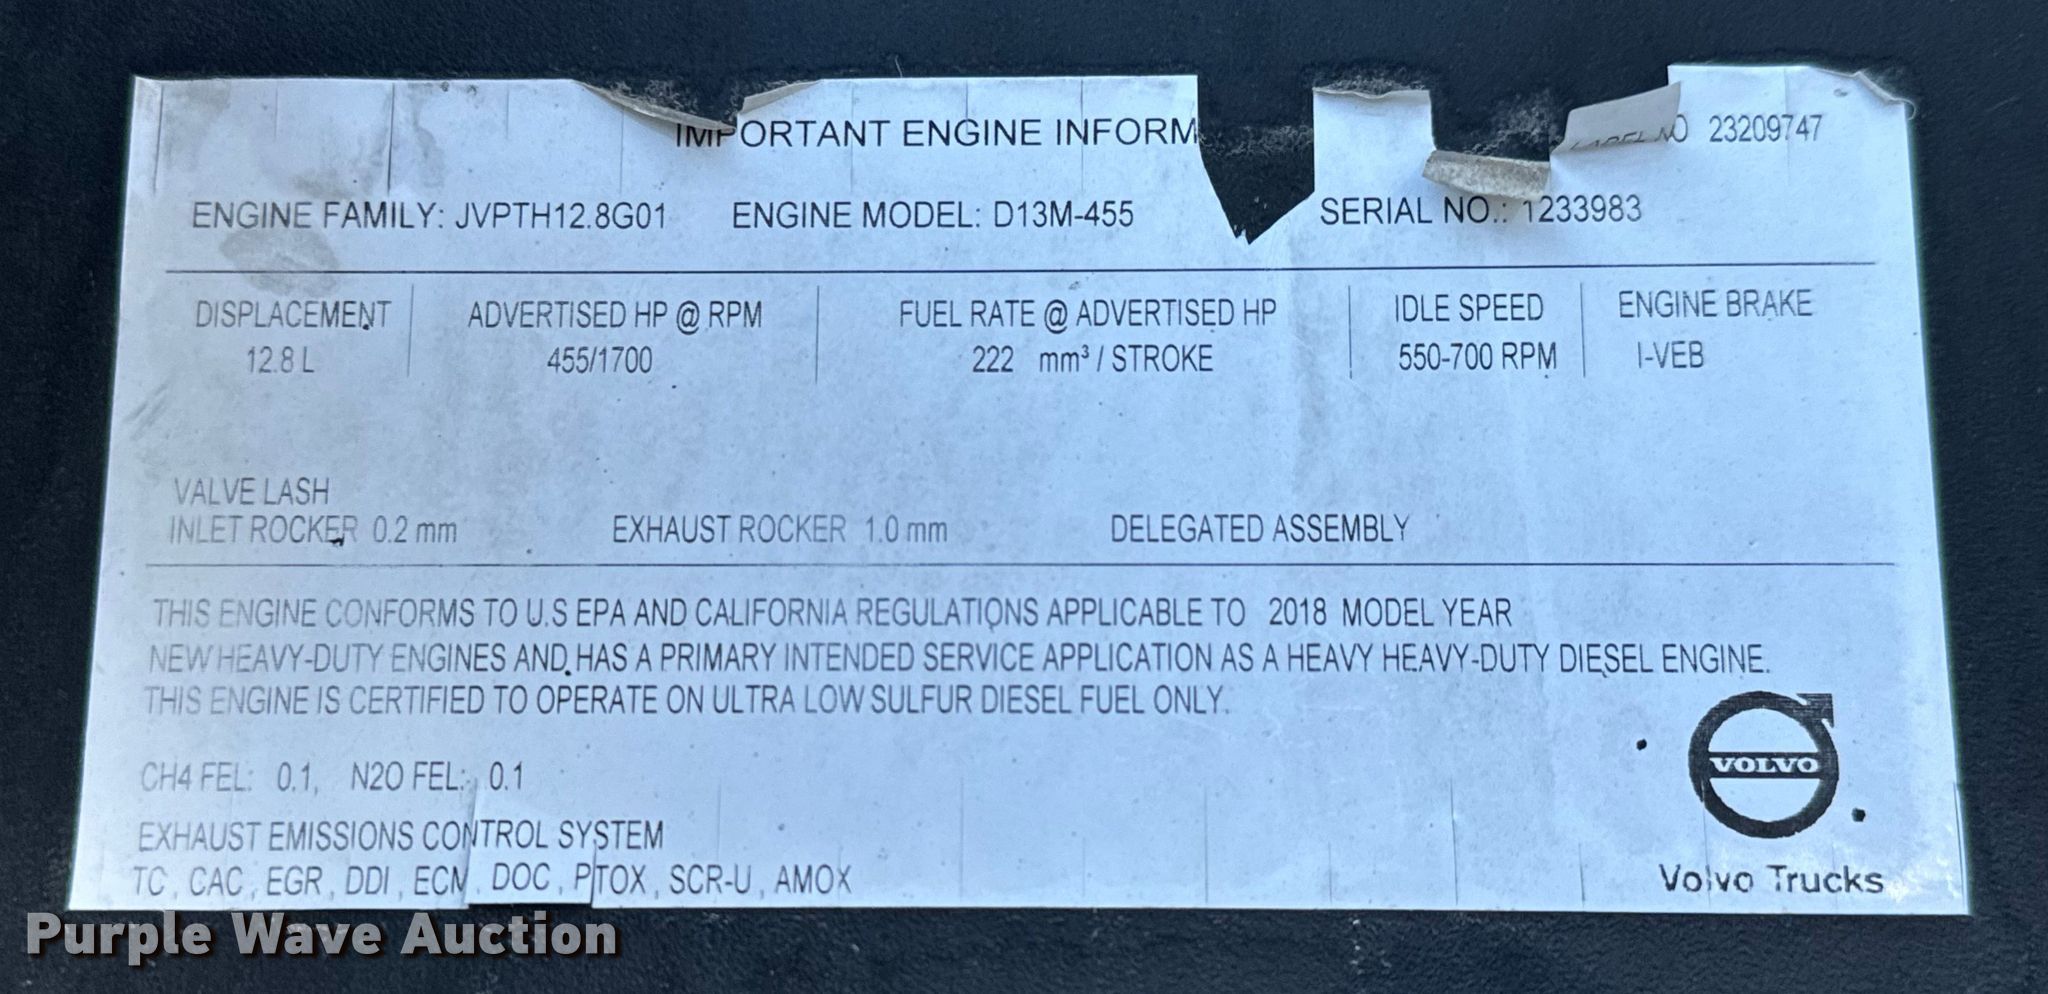 IMPORTANT ENGINE INFORM
LABEL NO 23209747
ENGINE FAMILY: JVPTH12.8G01 ENGINE MODEL: D13M-455 SERIAL NO.: 1233983
DISPLACEMENT ADVERTISED HP @ RPM FUEL RATE @ ADVERTISED HP IDLE SPEED ENGINE BRAKE
12.8 L 455/1700 222 mm³ / STROKE 550-700 RPM I-VEB
VALVE LASH
INLET ROCKER 0.2 mm EXHAUST ROCKER 1.0 mm DELEGATED ASSEMBLY
THIS ENGINE CONFORMS TO U.S EPA AND CALIFORNIA REGULATIONS APPLICABLE TO 2018 MODEL YEAR
NEW HEAVY-DUTY ENGINES AND HAS A PRIMARY INTENDED SERVICE APPLICATION AS A HEAVY HEAVY-DUTY DIESEL ENGINE.
THIS ENGINE IS CERTIFIED TO OPERATE ON ULTRA LOW SULFUR DIESEL FUEL ONLY.
CH4 FEL: 0.1, N2O FEL: 0.1
EXHAUST EMISSIONS CONTROL SYSTEM
TC, CAC, EGR, DDI, ECM, DOC, PTOX, SCR-U, AMOX
VOLVO
Volvo Trucks
Purple Wave Auction